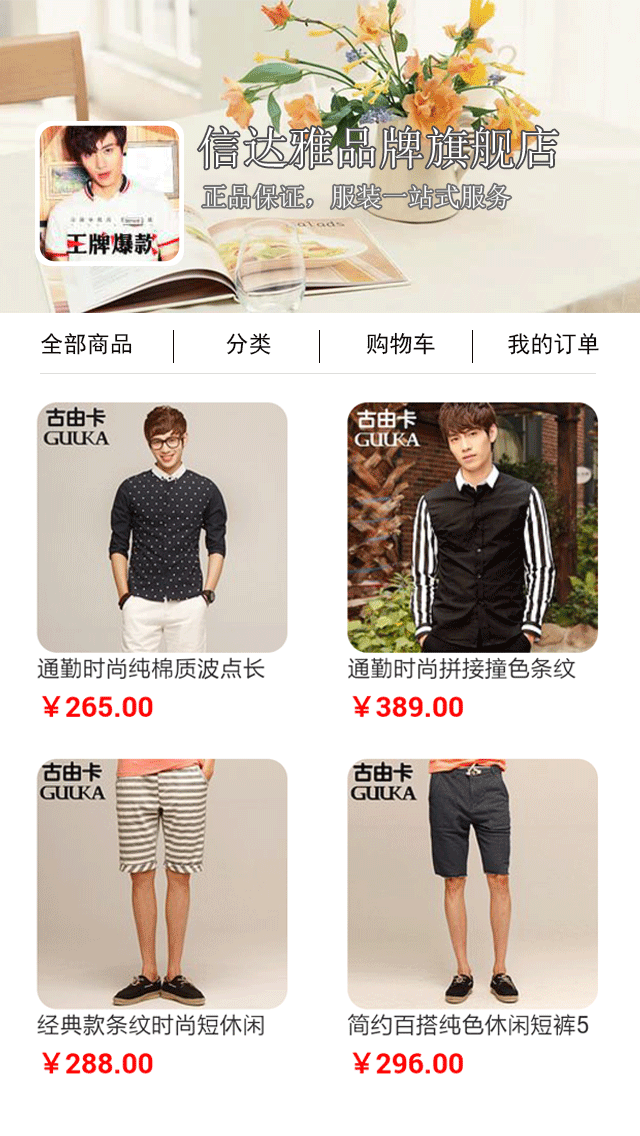 信达雅品牌旗舰店
正品保证，服装一站式服务
王牌爆款
salads
全部商品 分类 购物车 我的订单
古由卡
GUUKA
古由卡
GUUKA
通勤时尚纯棉质波点长
通勤时尚拼接撞色条纹
￥265.00
￥389.00
古由卡
GUUKA
古由卡
GUUKA
经典款条纹时尚短休闲
简约百搭纯色休闲短裤5
￥288.00
￥296.00